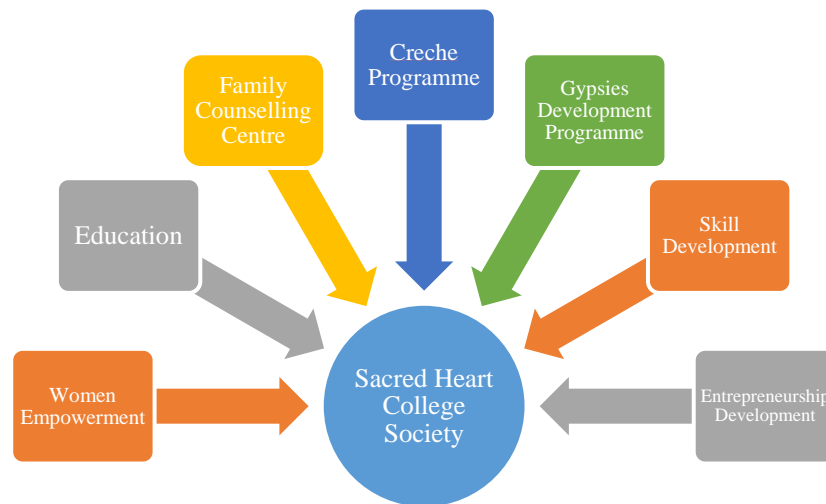 Creche
Programme
Family
Counselling
Centre
Gypsies
Development
Programme
Education
Skill
Development
Women
Empowerment
Sacred Heart
College
Society
Entrepreneurship
Development